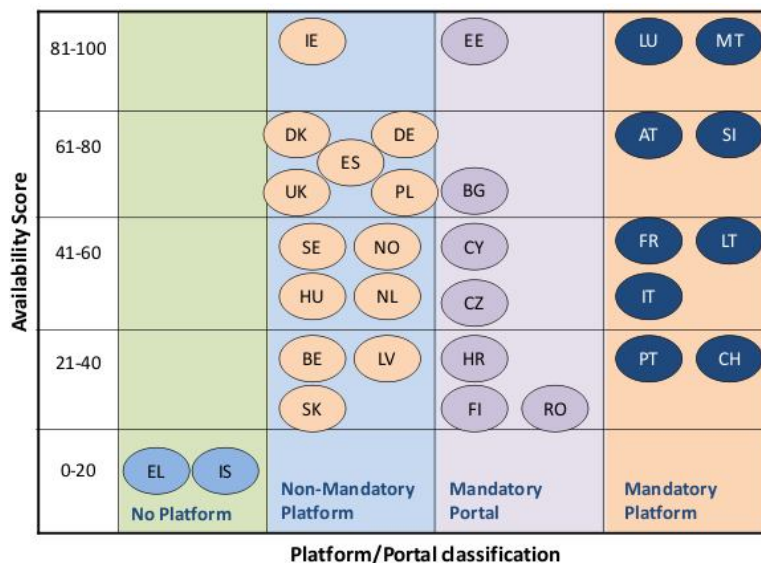 81-100
IE
EE
LU MT
61-80
DK DE
ES
UK PL
BG
AT SI
41-60
SE NO
HU NL
CY
CZ
FR LT
IT
21-40
BE LV
SK
HR
FI RO
PT CH
0-20
EL IS
No Platform
Non-Mandatory
Platform
Mandatory
Portal
Mandatory
Platform
Availability Score
Platform/Portal classification